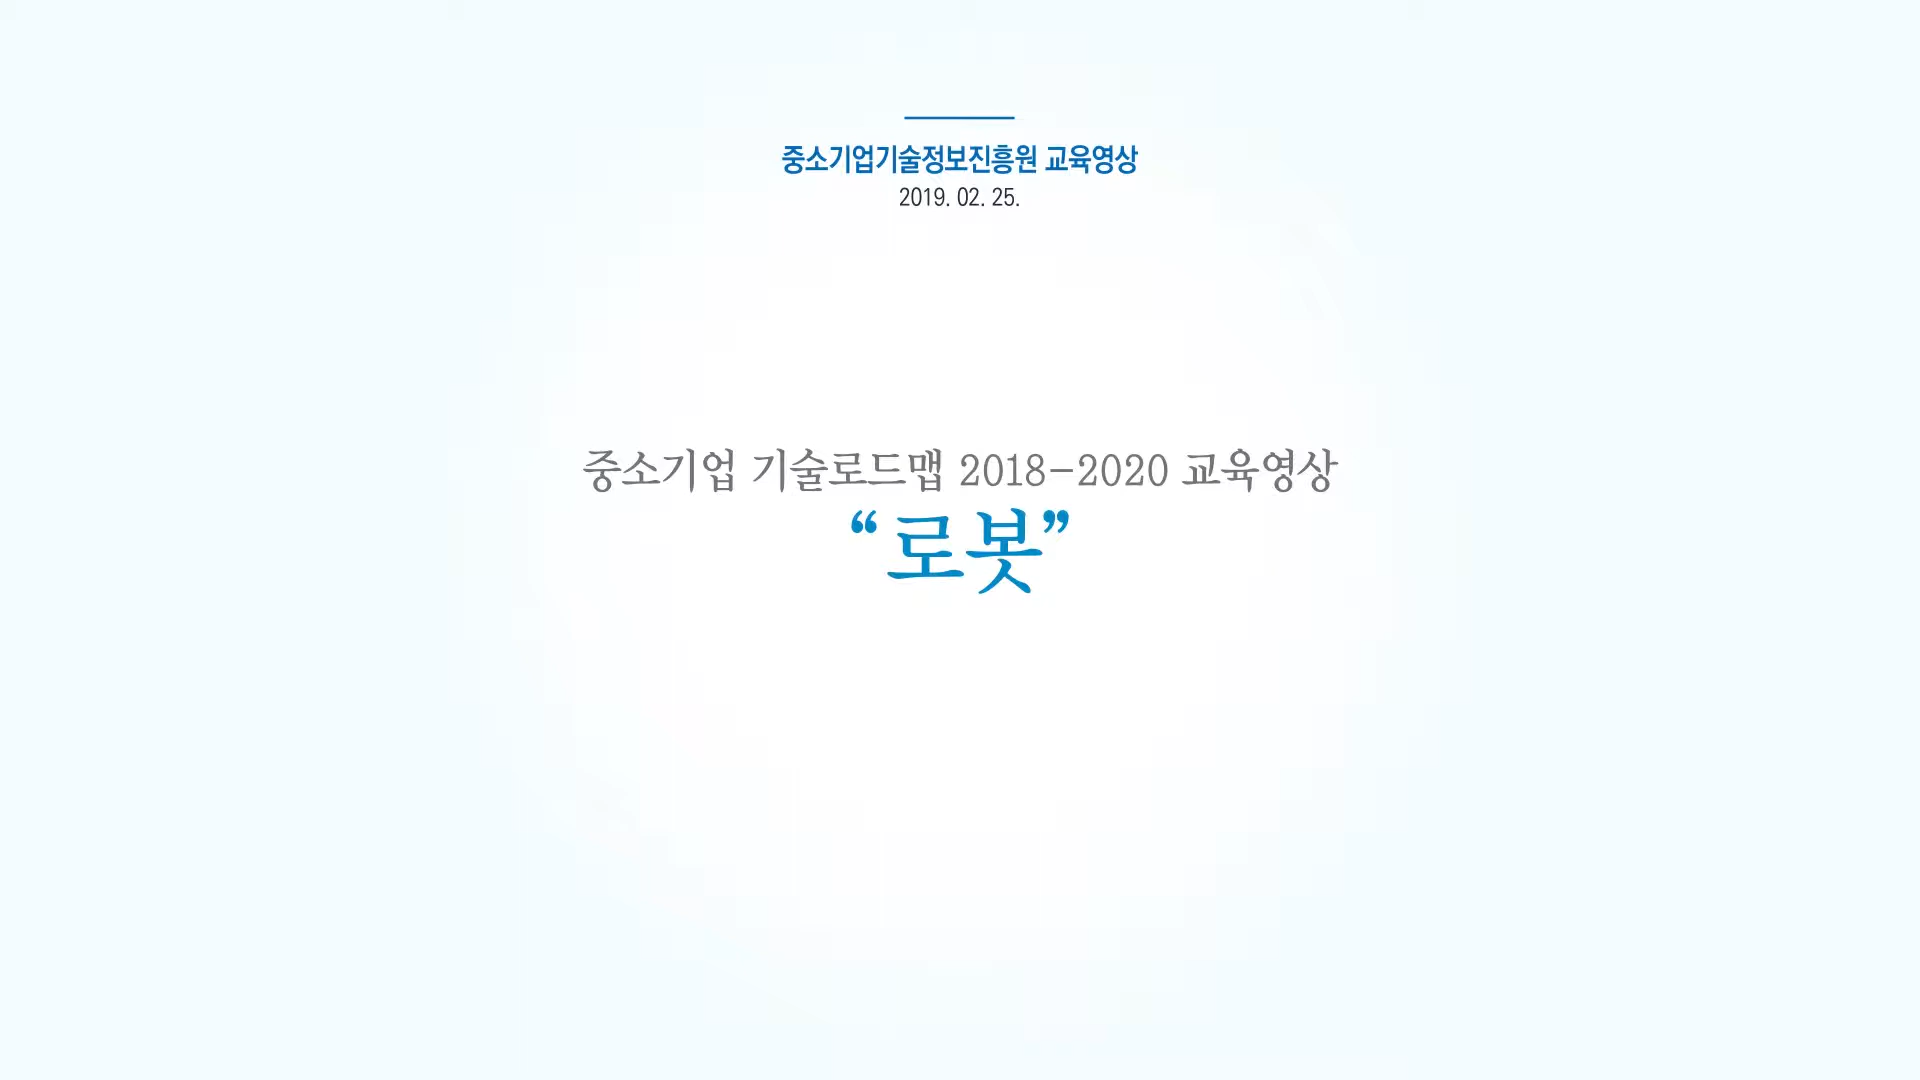 중소기업기술정보진흥원 교육영상
2019. 02. 25.
중소기업 기술로드맵 2018-2020 교육영상
“로봇”